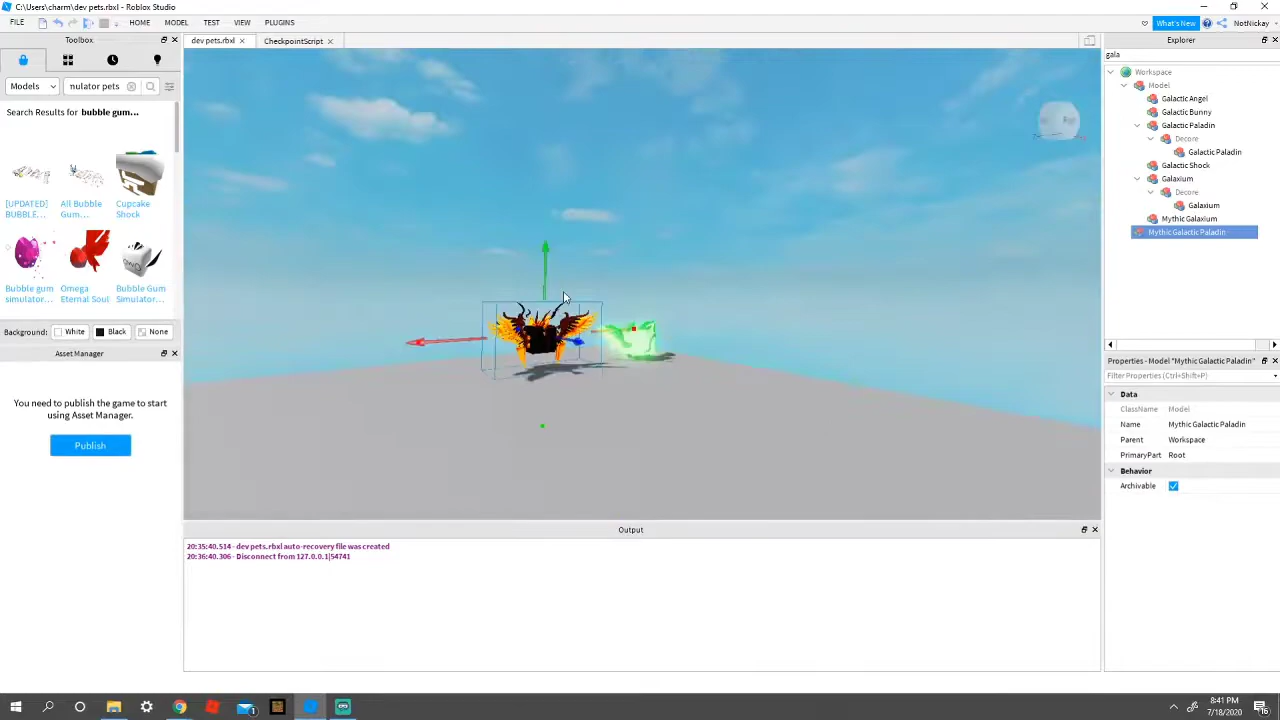 C:\Users\charm\dev pets.rbxl - Roblox Studio
FILE HOME MODEL TEST VIEW PLUGINS
What's New NotNickay
Toolbox
dev pets.rbxl CheckpointScript
Explorer
gala
Models nulator pets
Search Results for bubble gum...
[UPDATED] BUBBLE...
All Bubble Gum...
Cupcake Shock
Bubble gum simulator...
Omega Eternal Soul
Bubble Gum Simulator...
Background: White Black None
Asset Manager
You need to publish the game to start
using Asset Manager.
Publish
Workspace
Model
Galactic Angel
Galactic Bunny
Galactic Paladin
Decore
Galactic Paladin
Galactic Shock
Galaxium
Decore
Galaxium
Mythic Galaxium
Mythic Galactic Paladin
Properties - Model "Mythic Galactic Paladin"
Filter Properties (Ctrl+Shift+P)
Data
ClassName Model
Name Mythic Galactic Paladin
Parent Workspace
PrimaryPart Root
Behavior
Archivable
Output
20:35:40.514 - dev pets.rbxl auto-recovery file was created
20:36:40.306 - Disconnect from 127.0.0.1|54741
8:41 PM
7/18/2020